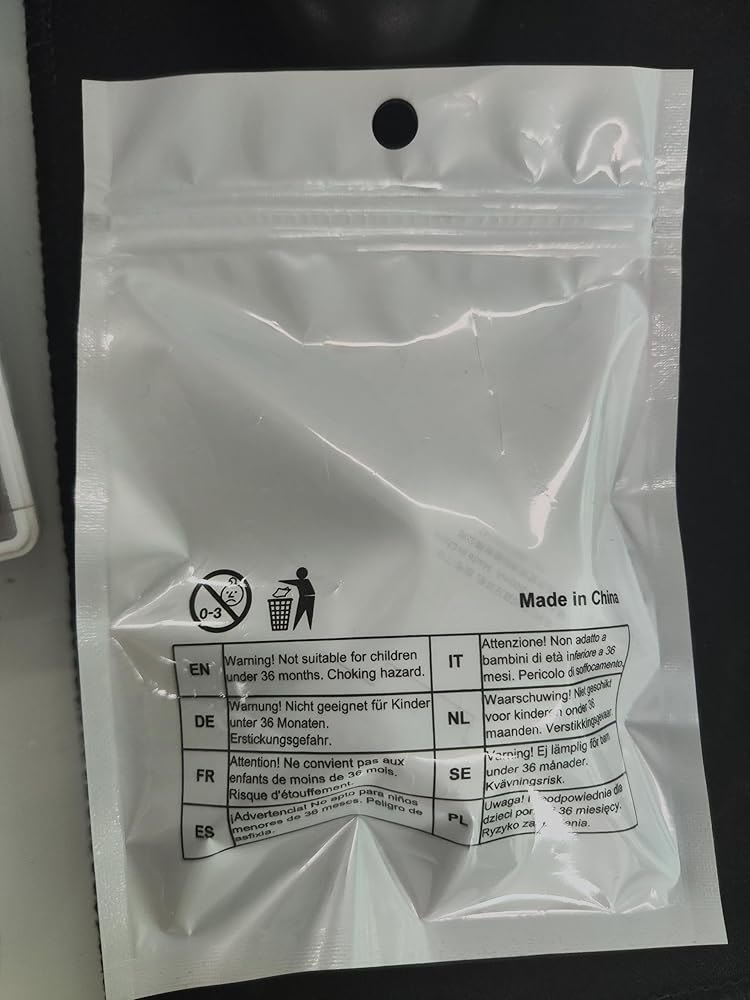 0-3
Made in China
EN
Warning! Not suitable for children
under 36 months. Choking hazard.
DE
Warnung! Nicht geeignet für Kinder
unter 36 Monaten.
Erstickungsgefahr.
FR
Attention! Ne convient pas aux
enfants de moins de 36 mois.
Risque d'étouffement.
ES
¡Advertencia! No apto para niños
menores de 36 meses. Peligro de
asfixia.
IT
Attenzione! Non adatto a
bambini di età inferiore a 36
mesi. Pericolo di soffocamento.
NL
Waarschuwing! Niet geschikt
voor kinderen onder 36
maanden. Verstikkingsgevaar.
SE
Varning! Ej lämplig för barn
under 36 månader.
Kvävningsrisk.
PL
Uwaga! dla
dzieci 36 miesięcy.
Ryzyko